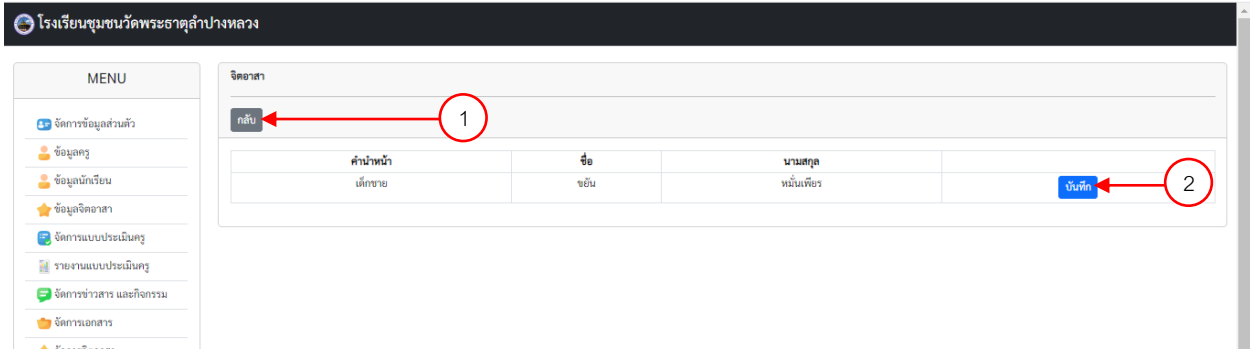 โรงเรียนชุมชนวัดพระธาตุลำปางหลวง
MENU
จัดการข้อมูลส่วนตัว
ข้อมูลครู
ข้อมูลนักเรียน
ข้อมูลจิตอาสา
จัดการแบบประเมินครู
รายงานแบบประเมินครู
จัดการข่าวสาร และกิจกรรม
จัดการเอกสาร
จิตอาสา
กลับ 1
คำนำหน้า ชื่อ นามสกุล
เด็กชาย ขยัน หมั่นเพียร บันทึก 2